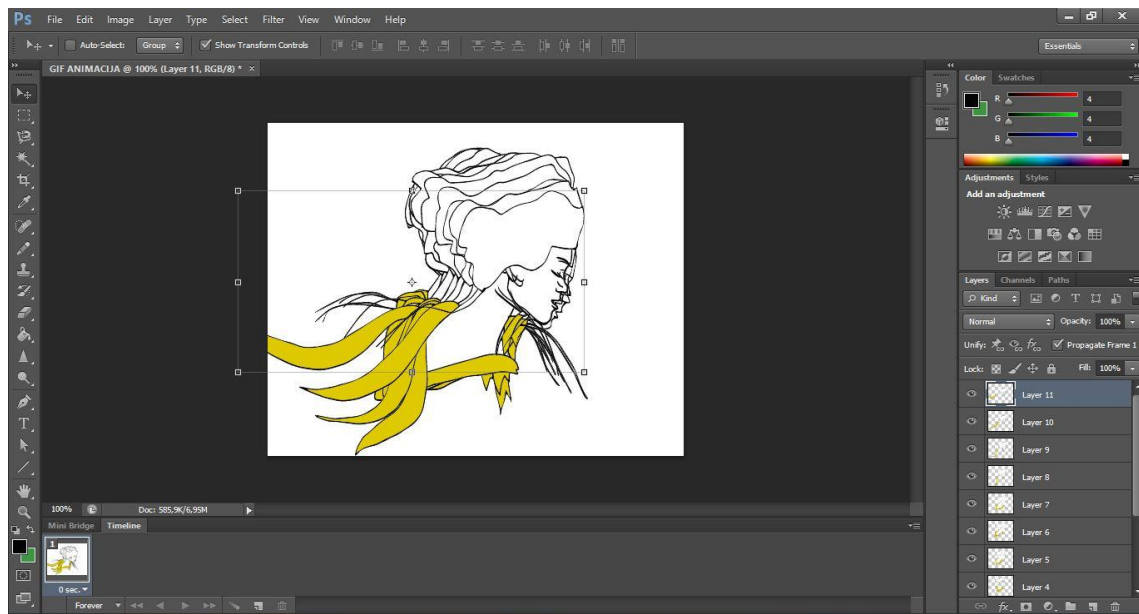 Ps File Edit Image Layer Type Select Filter View Window Help
Auto-Select: Group Show Transform Controls Essentials
GIF ANIMACIJA @ 100% (Layer 11, RGB/8) * ×
Color Swatches
R 4
G 4
B 4
Adjustments Styles
Add an adjustment
Layers Channels Paths
Kind
Normal Opacity: 100%
Unify: Propagate Frame 1
Lock: Fill: 100%
Layer 11
Layer 10
Layer 9
Layer 8
Layer 7
Layer 6
Layer 5
Layer 4
100% Doc: 585,9K/6,95M
Mini Bridge Timeline
1
0 sec.
Forever